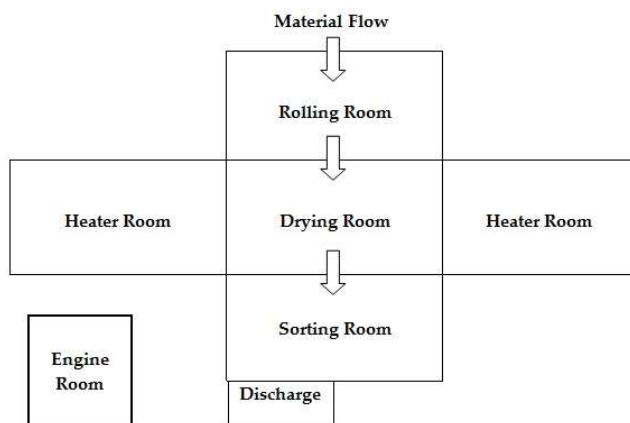 Material Flow
Rolling Room
Heater Room
Drying Room
Heater Room
Sorting Room
Engine
Room
Discharge